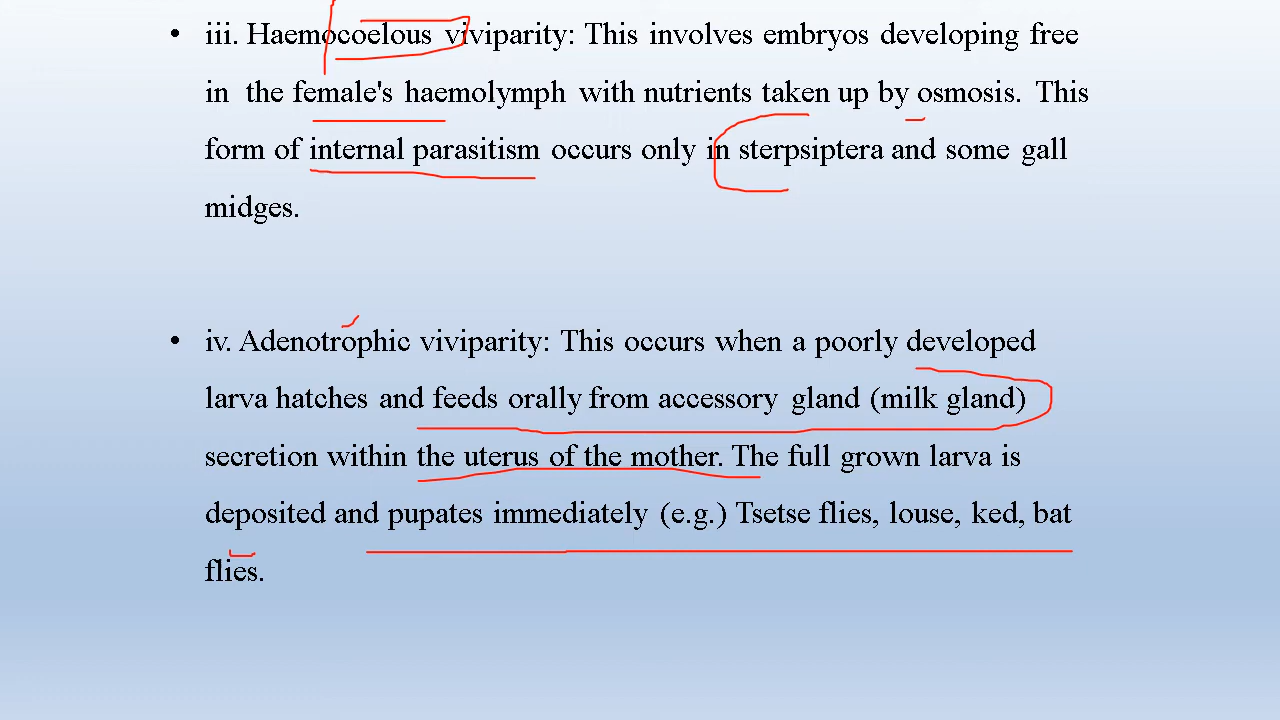 • iii. Haemocoelous viviparity: This involves embryos developing free
in the female's haemolymph with nutrients taken up by osmosis. This
form of internal parasitism occurs only in sterpsiptera and some gall
midges.
• iv. Adenotrophic viviparity: This occurs when a poorly developed
larva hatches and feeds orally from accessory gland (milk gland)
secretion within the uterus of the mother. The full grown larva is
deposited and pupates immediately (e.g.) Tsetse flies, louse, ked, bat
flies.